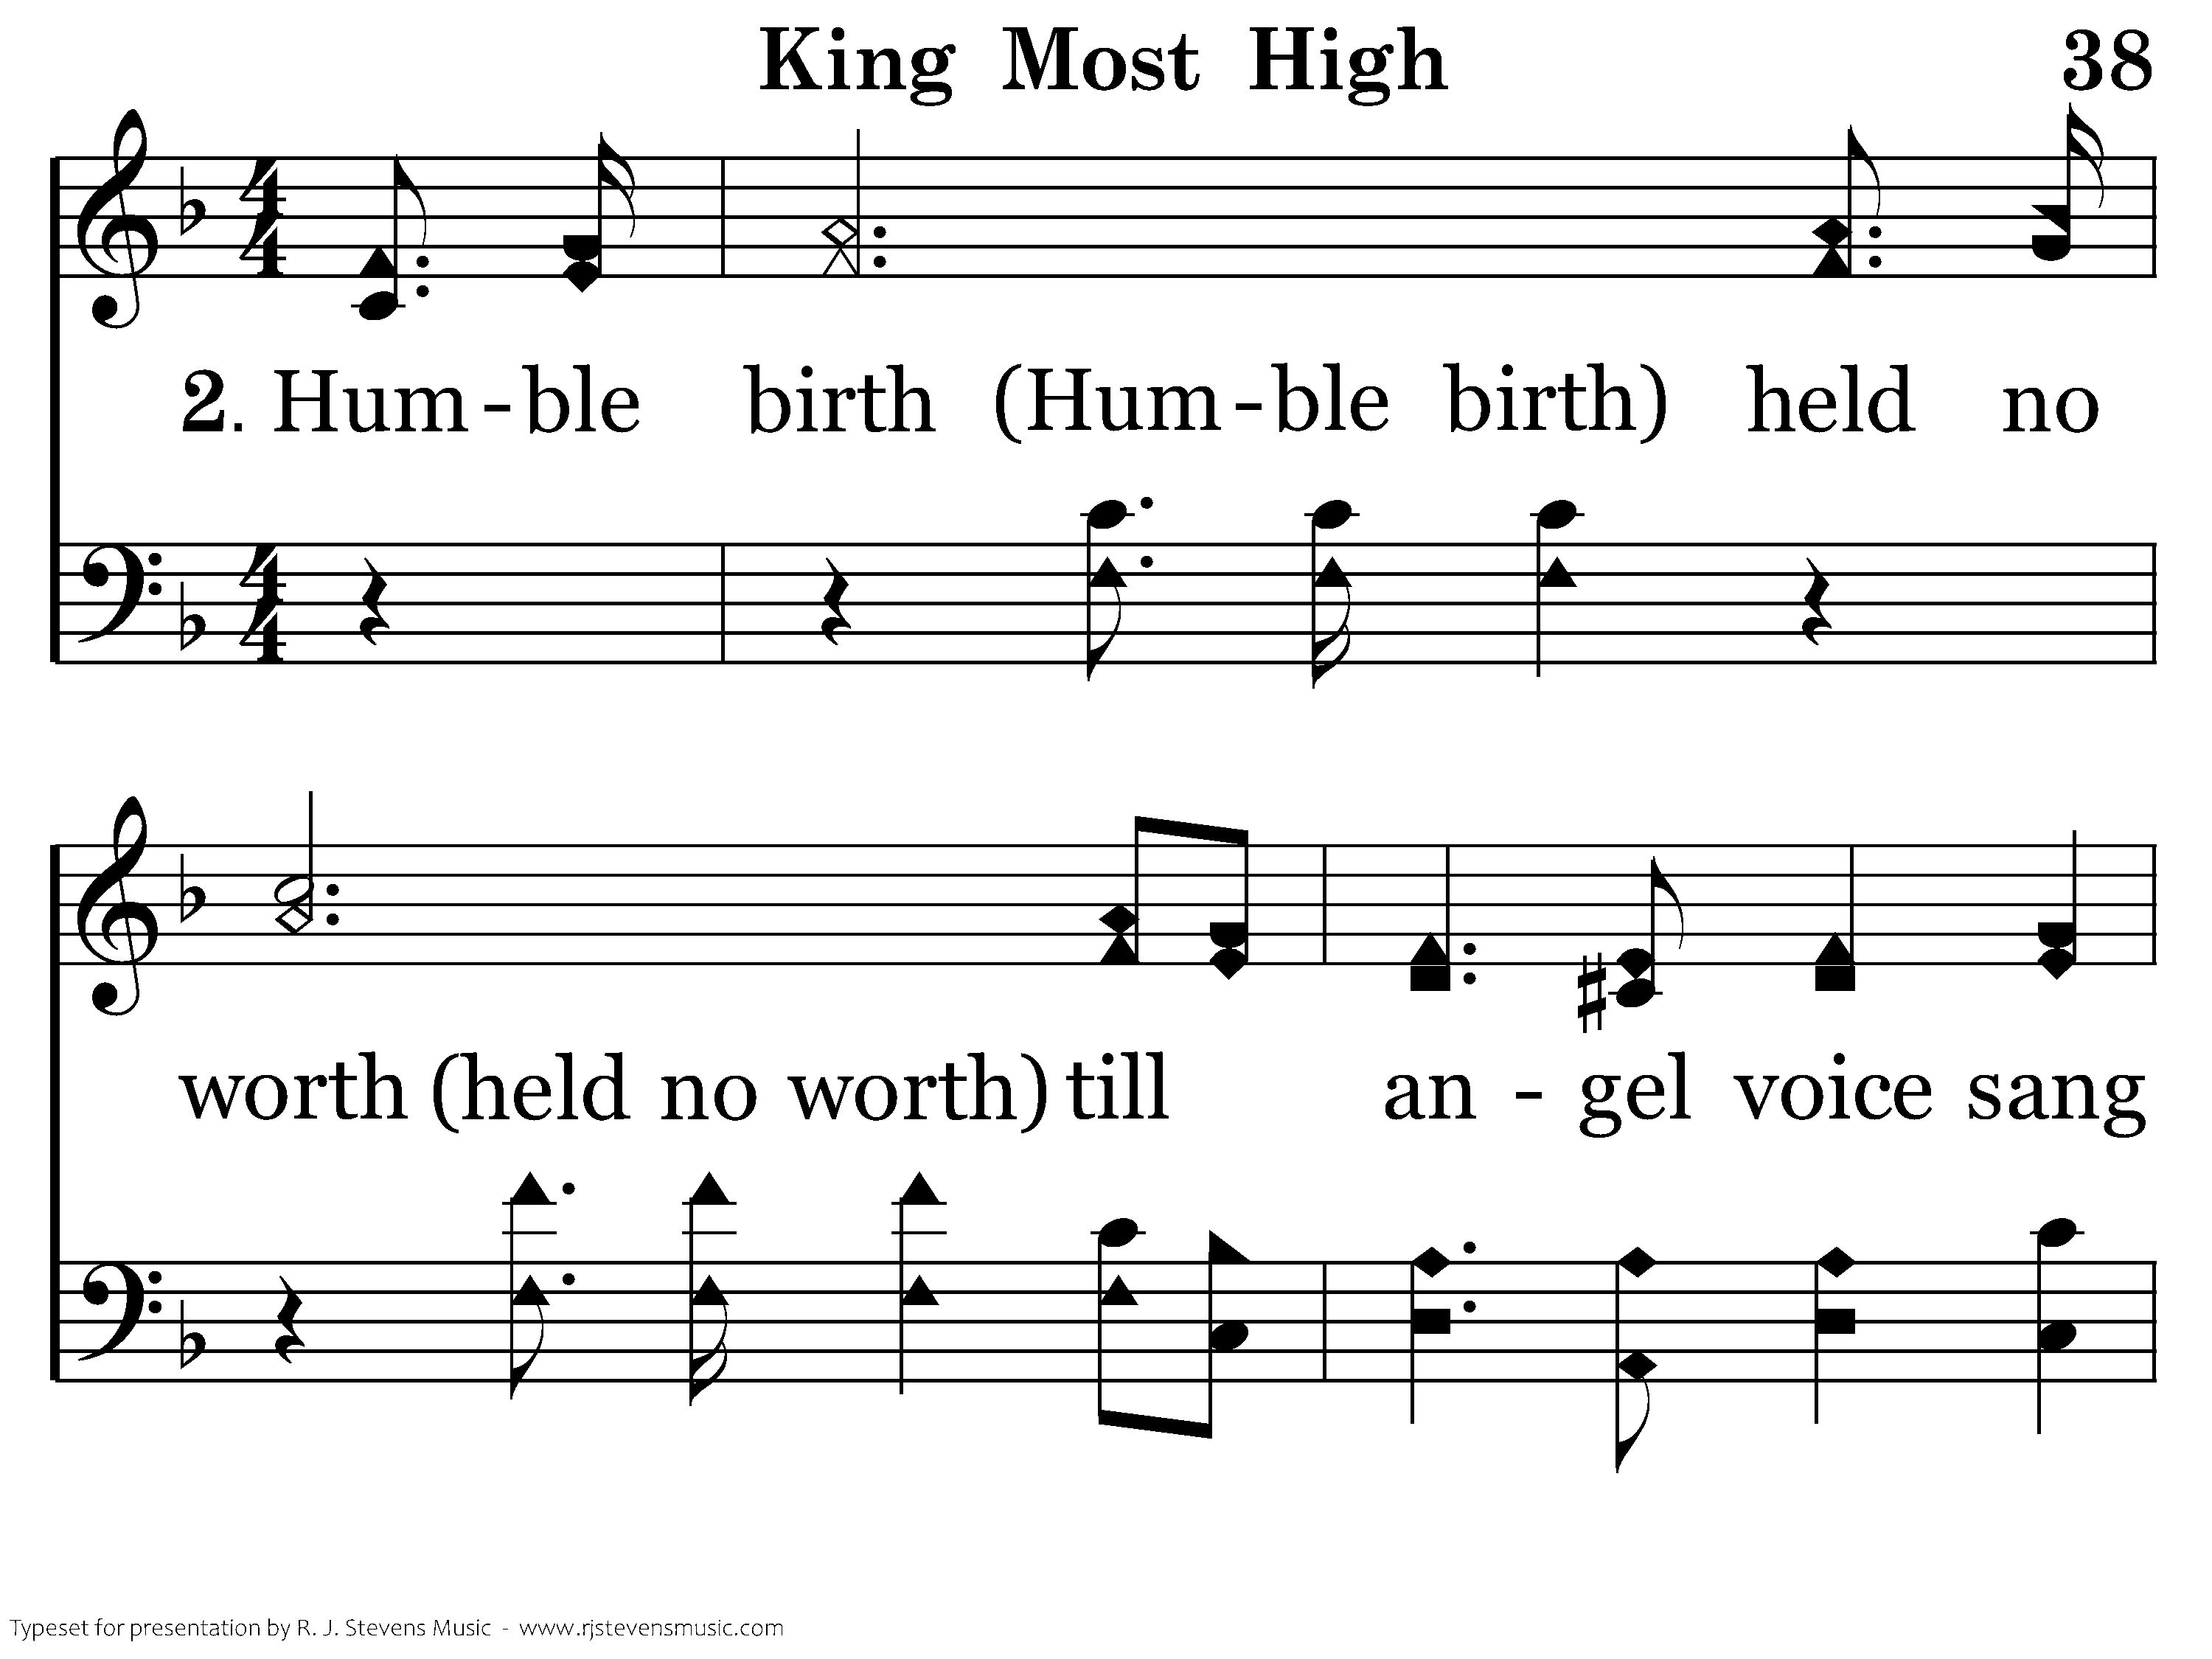 King Most High 38
2. Hum - ble birth (Hum - ble birth) held no
worth (held no worth) till an - gel voice sang
Typeset for presentation by R. J. Stevens Music - www.rjstevensmusic.com